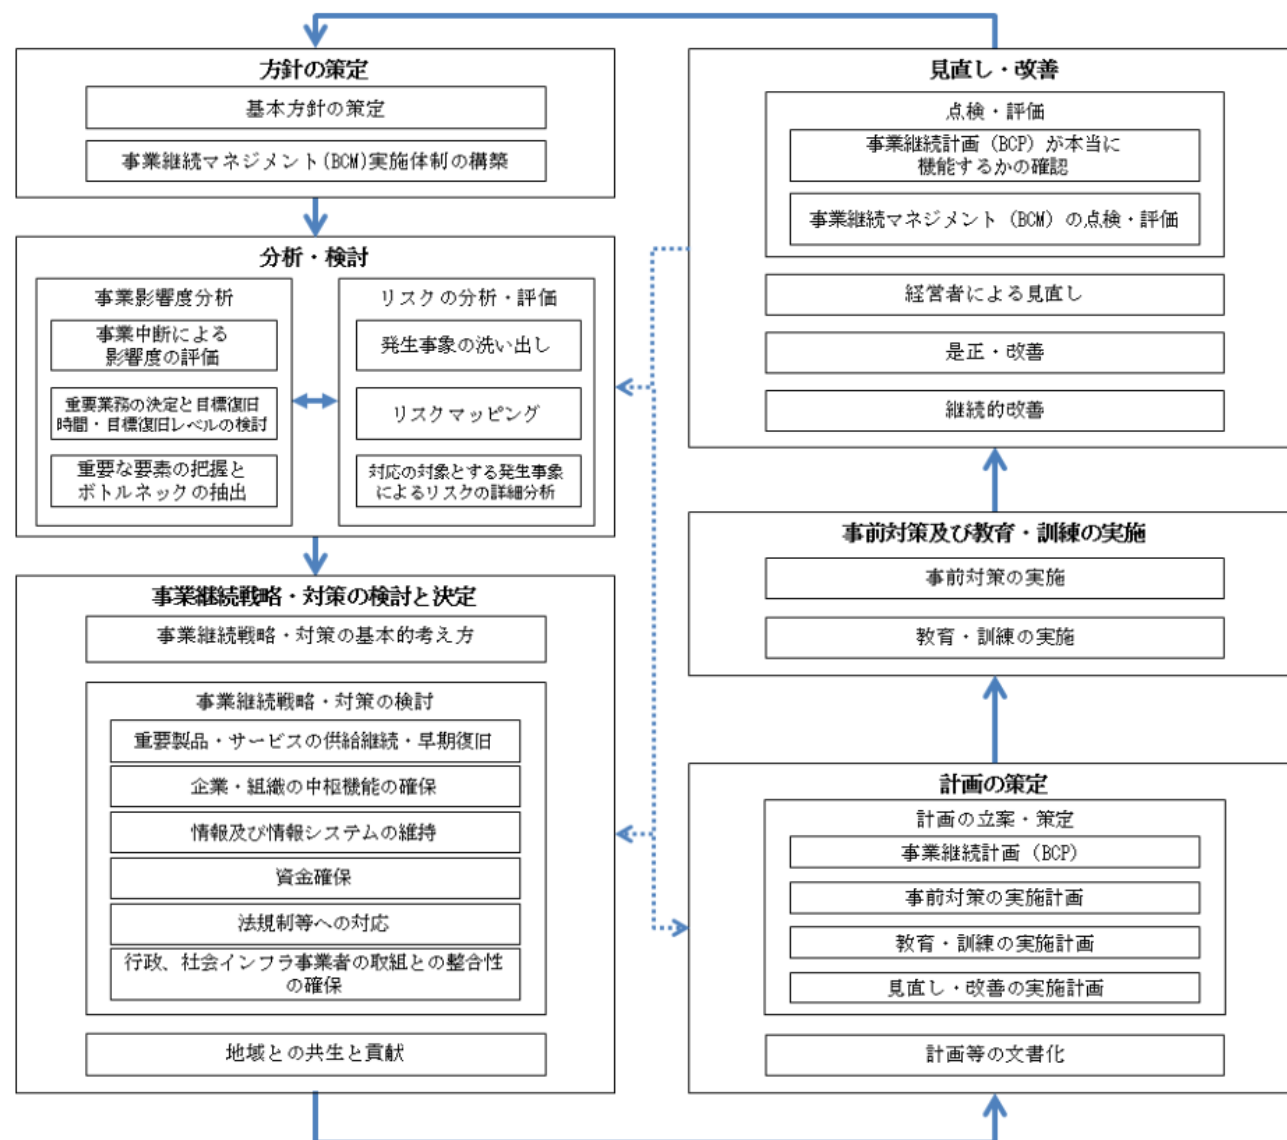 方針の策定
基本方針の策定
事業継続マネジメント(BCM)実施体制の構築
分析・検討
事業影響度分析
事業中断による
影響度の評価
重要業務の決定と目標復旧
時間・目標復旧レベルの検討
重要な要素の把握と
ボトルネックの抽出
リスクの分析・評価
発生事象の洗い出し
リスクマッピング
対応の対象とする発生事象
によるリスクの詳細分析
事業継続戦略・対策の検討と決定
事業継続戦略・対策の基本的考え方
事業継続戦略・対策の検討
重要製品・サービスの供給継続・早期復旧
企業・組織の中枢機能の確保
情報及び情報システムの維持
資金確保
法規制等への対応
行政、社会インフラ事業者の取組との整合性
の確保
地域との共生と貢献
見直し・改善
点検・評価
事業継続計画（BCP）が本当に
機能するかの確認
事業継続マネジメント（BCM）の点検・評価
経営者による見直し
是正・改善
継続的改善
事前対策及び教育・訓練の実施
事前対策の実施
教育・訓練の実施
計画の策定
計画の立案・策定
事業継続計画（BCP）
事前対策の実施計画
教育・訓練の実施計画
見直し・改善の実施計画
計画等の文書化